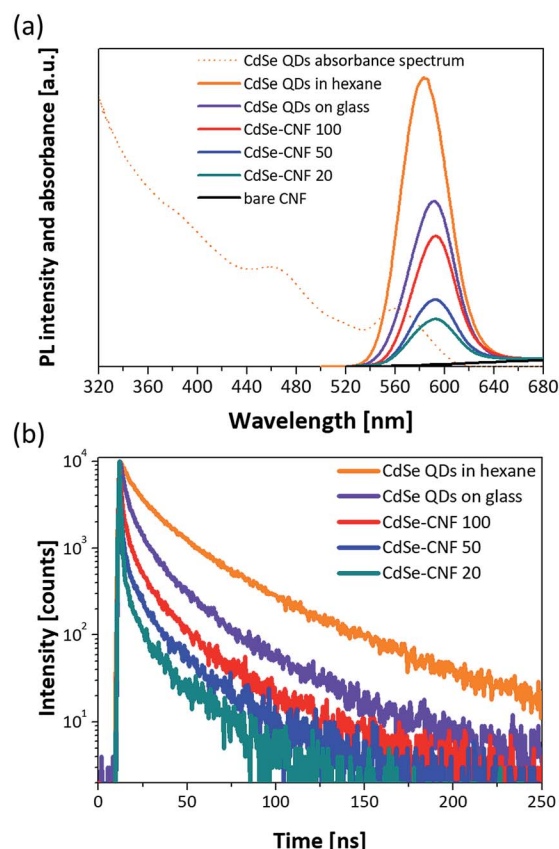 (a)
PL intensity and absorbance [a.u.]
CdSe QDs absorbance spectrum
CdSe QDs in hexane
CdSe QDs on glass
CdSe-CNF 100
CdSe-CNF 50
CdSe-CNF 20
bare CNF
320 360 400 440 480 520 560 600 640 680
Wavelength [nm]
(b)
Intensity [counts]
10⁴
10³
10²
10¹
CdSe QDs in hexane
CdSe QDs on glass
CdSe-CNF 100
CdSe-CNF 50
CdSe-CNF 20
0 50 100 150 200 250
Time [ns]